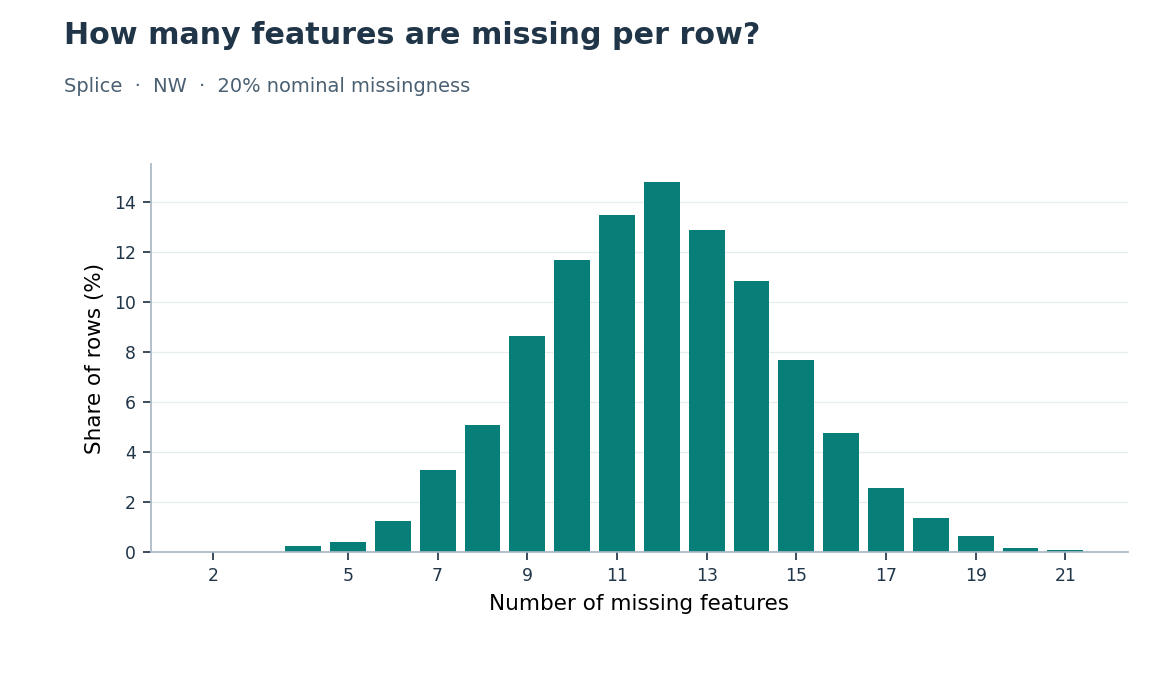 How many features are missing per row?
Splice · NW · 20% nominal missingness
14
12
10
8
6
4
2
0
Share of rows (%)
2 5 7 9 11 13 15 17 19 21
Number of missing features